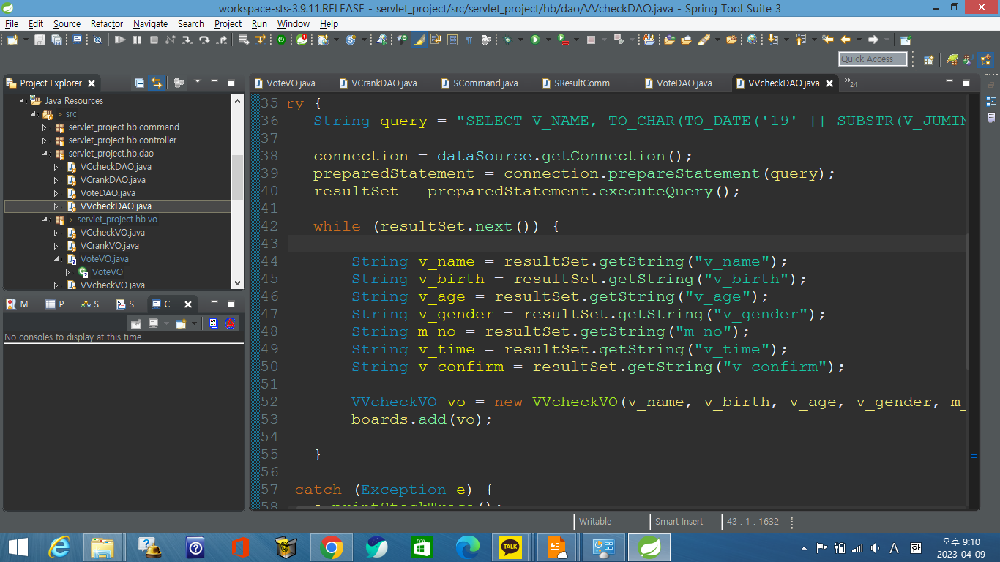 workspace-sts-3.9.11.RELEASE - servlet_project/src/servlet_project/hb/dao/VVcheckDAO.java - Spring Tool Suite 3
File Edit Source Refactor Navigate Search Project Run Window Help
Quick Access
Project Explorer
Java Resources
> src
servlet_project.hb.command
servlet_project.hb.controller
servlet_project.hb.dao
VCcheckDAO.java
VCrankDAO.java
VoteDAO.java
VVcheckDAO.java
> servlet_project.hb.vo
VCcheckVO.java
VCrankVO.java
VoteVO.java
VoteVO
VVcheckVO.java
M... P... S... S... C...
No consoles to display at this time.
VoteVO.java VCrankDAO.java SCommand.java SResultComm... VoteDAO.java VVcheckDAO.java »24
35 ry {
36 String query = "SELECT V_NAME, TO_CHAR(TO_DATE('19' || SUBSTR(V_JUMIN
37
38 connection = dataSource.getConnection();
39 preparedStatement = connection.prepareStatement(query);
40 resultSet = preparedStatement.executeQuery();
41
42 while (resultSet.next()) {
43
44 String v_name = resultSet.getString("v_name");
45 String v_birth = resultSet.getString("v_birth");
46 String v_age = resultSet.getString("v_age");
47 String v_gender = resultSet.getString("v_gender");
48 String m_no = resultSet.getString("m_no");
49 String v_time = resultSet.getString("v_time");
50 String v_confirm = resultSet.getString("v_confirm");
51
52 VVcheckVO vo = new VVcheckVO(v_name, v_birth, v_age, v_gender, m_
53 boards.add(vo);
54
55 }
56
57 catch (Exception e) {
58 e.printStackTrace();
Writable Smart Insert 43 : 1 : 1632
TALK
A 한
오후 9:10
2023-04-09